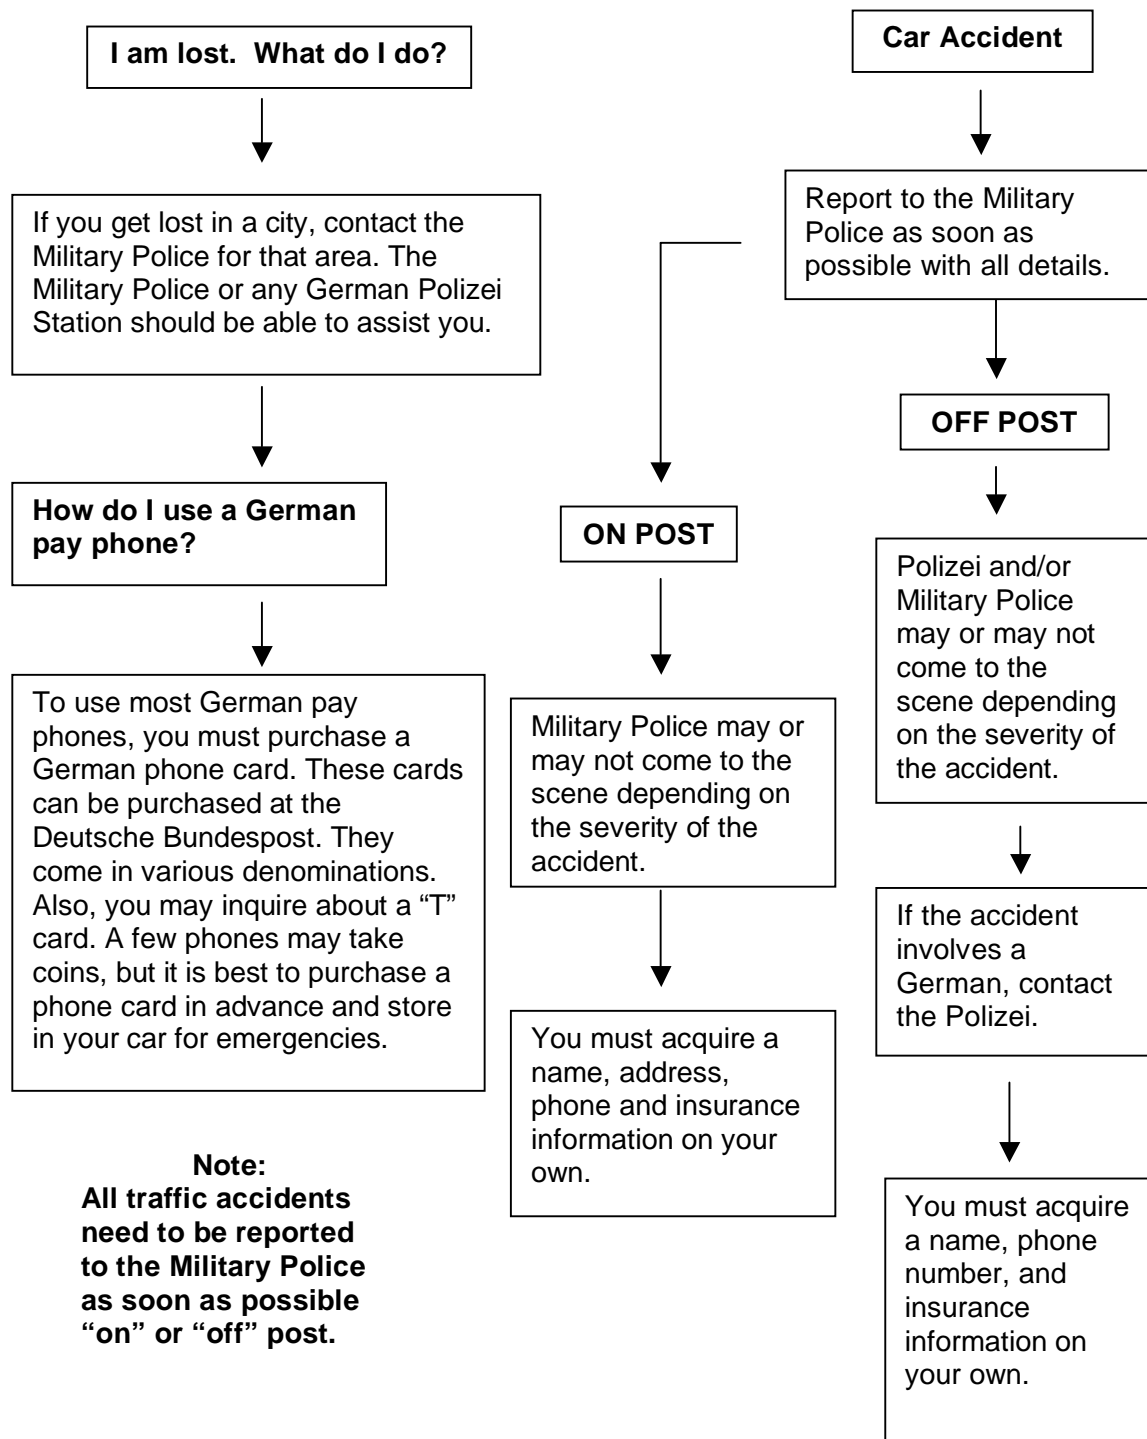 I am lost.  What do I do?
If you get lost in a city, contact the
Military Police for that area. The
Military Police or any German Polizei
Station should be able to assist you.
How do I use a German
pay phone?
To use most German pay
phones, you must purchase a
German phone card. These cards
can be purchased at the
Deutsche Bundespost. They
come in various denominations.
Also, you may inquire about a “T”
card. A few phones may take
coins, but it is best to purchase a
phone card in advance and store
in your car for emergencies.
Note:
All traffic accidents
need to be reported
to the Military Police
as soon as possible
“on” or “off” post.
Car Accident
Report to the Military
Police as soon as
possible with all details.
ON POST
Military Police may or
may not come to the
scene depending on
the severity of the
accident.
You must acquire a
name, address,
phone and insurance
information on your
own.
OFF POST
Polizei and/or
Military Police
may or may not
come to the
scene depending
on the severity of
the accident.
If the accident
involves a
German, contact
the Polizei.
You must acquire
a name, phone
number, and
insurance
information on
your own.